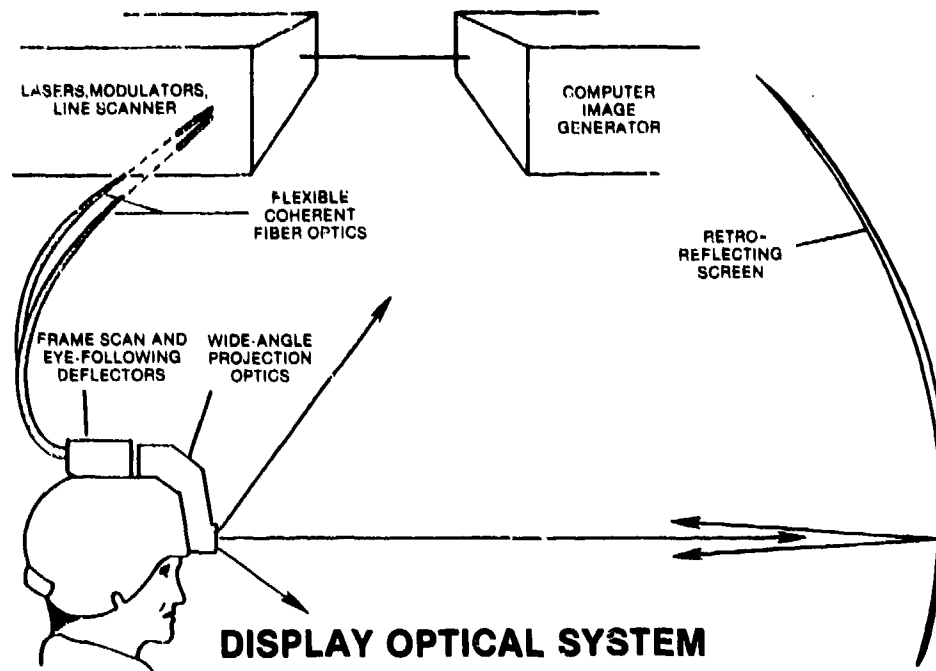 LASERS, MODULATORS,
LINE SCANNER
COMPUTER
IMAGE
GENERATOR
FLEXIBLE
COHERENT
FIBER OPTICS
RETRO-
REFLECTING
SCREEN
FRAME SCAN AND
EYE-FOLLOWING
DEFLECTORS
WIDE-ANGLE
PROJECTION
OPTICS
DISPLAY OPTICAL SYSTEM